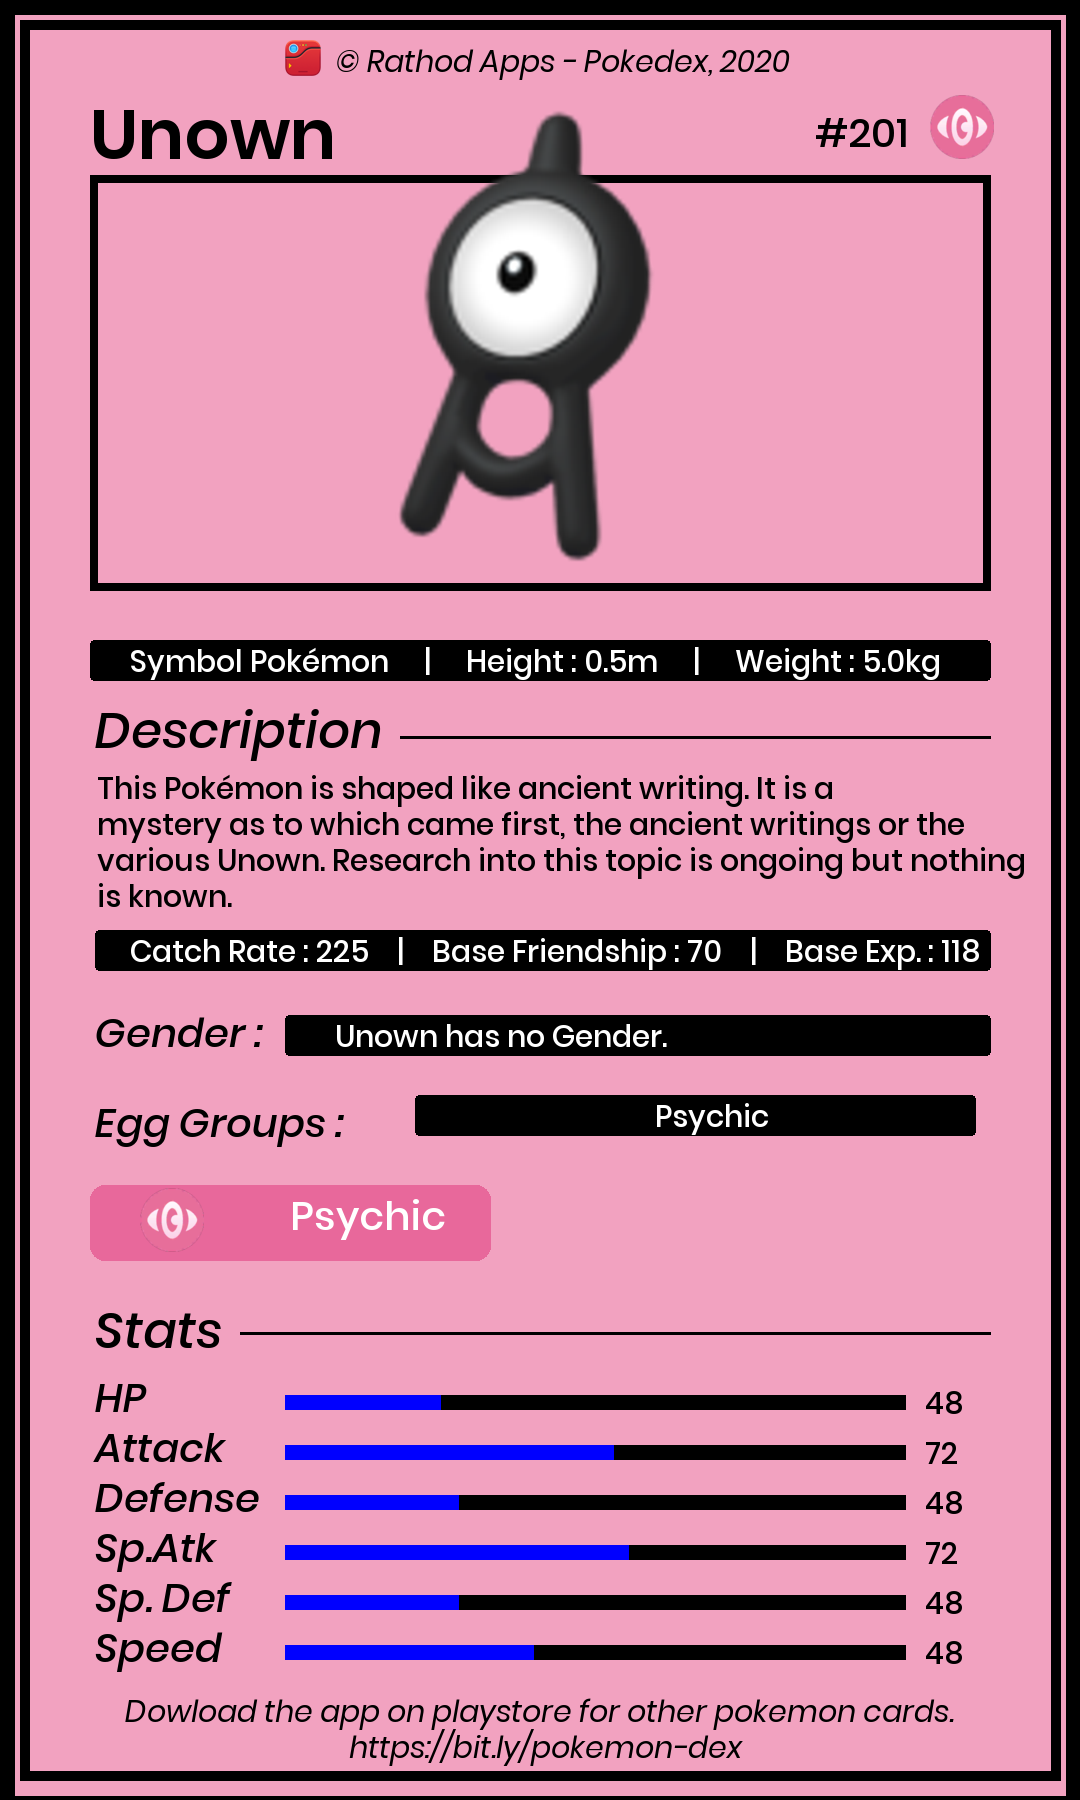 © Rathod Apps - Pokedex, 2020
Unown
#201
Symbol Pokémon | Height : 0.5m | Weight : 5.0kg
Description
This Pokémon is shaped like ancient writing. It is a
mystery as to which came first, the ancient writings or the
various Unown. Research into this topic is ongoing but nothing
is known.
Catch Rate : 225 | Base Friendship : 70 | Base Exp. : 118
Gender : Unown has no Gender.
Egg Groups : Psychic
Psychic
Stats
HP 48
Attack 72
Defense 48
Sp.Atk 72
Sp. Def 48
Speed 48
Dowload the app on playstore for other pokemon cards.
https://bit.ly/pokemon-dex